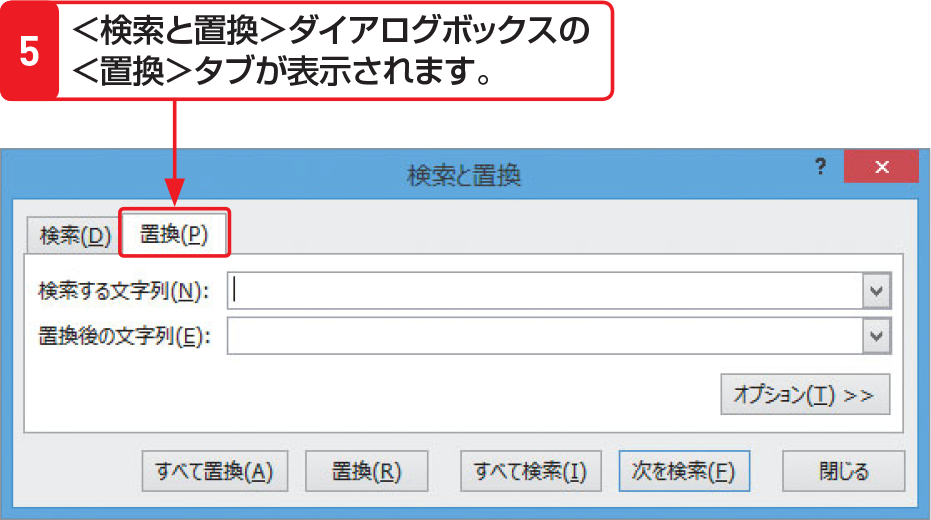 5
＜検索と置換＞ダイアログボックスの
＜置換＞タブが表示されます。
検索と置換
?
検索(D) 置換(P)
検索する文字列(N):
置換後の文字列(E):
オプション(T) >>
すべて置換(A) 置換(R) すべて検索(I) 次を検索(F) 閉じる